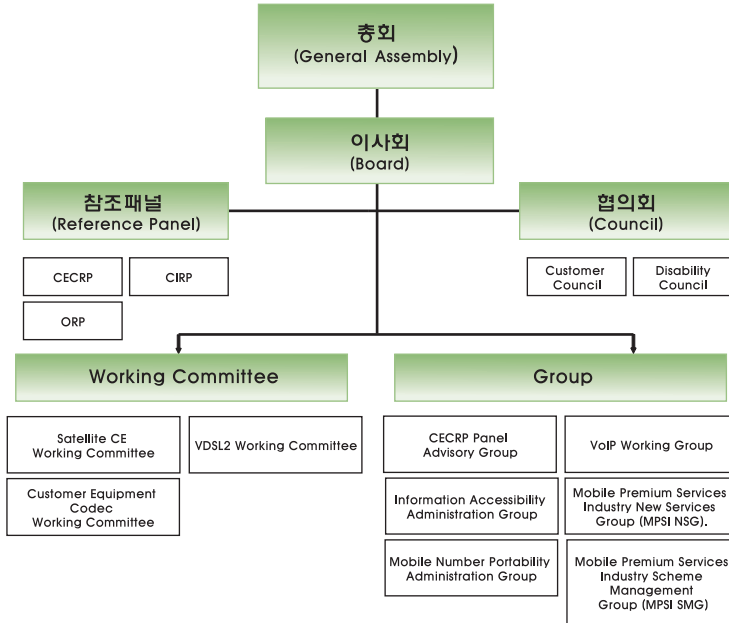 총회
(General Assembly)
이사회
(Board)
참조패널
(Reference Panel)
협의회
(Council)
CECRP
CIRP
ORP
Customer
Council
Disability
Council
Working Committee
Group
Satellite CE
Working Committee
VDSL2 Working Committee
Customer Equipment
Codec
Working Committee
CECRP Panel
Advisory Group
VoIP Working Group
Information Accessibility
Administration Group
Mobile Premium Services
Industry New Services
Group (MPSI NSG).
Mobile Number Portability
Administration Group
Mobile Premium Services
Industry Scheme
Management
Group (MPSI SMG)